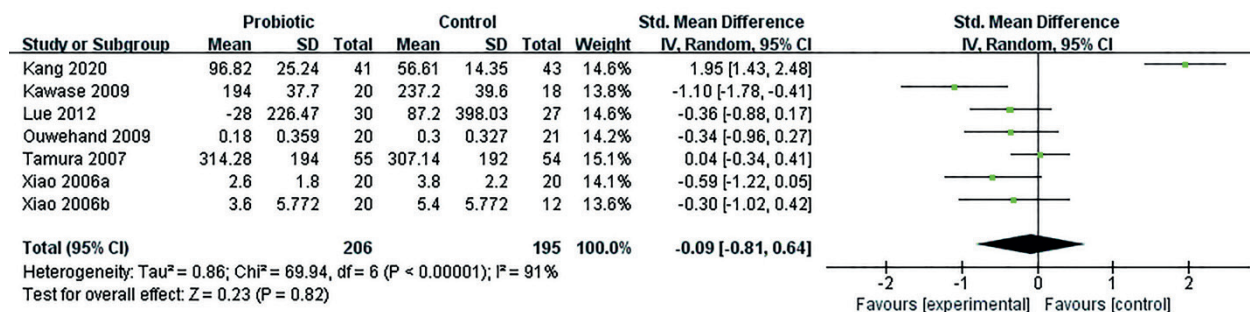 Probiotic Control Std. Mean Difference Std. Mean Difference
Study or Subgroup Mean SD Total Mean SD Total Weight IV, Random, 95% CI IV, Random, 95% CI
Kang 2020 96.82 25.24 41 56.61 14.35 43 14.6% 1.95 [1.43, 2.48]
Kawase 2009 194 37.7 20 237.2 39.6 18 13.8% -1.10 [-1.78, -0.41]
Lue 2012 -28 226.47 30 87.2 398.03 27 14.6% -0.36 [-0.88, 0.17]
Ouwehand 2009 0.18 0.359 20 0.3 0.327 21 14.2% -0.34 [-0.96, 0.27]
Tamura 2007 314.28 194 55 307.14 192 54 15.1% 0.04 [-0.34, 0.41]
Xiao 2006a 2.6 1.8 20 3.8 2.2 20 14.1% -0.59 [-1.22, 0.05]
Xiao 2006b 3.6 5.772 20 5.4 5.772 12 13.6% -0.30 [-1.02, 0.42]
Total (95% CI) 206 195 100.0% -0.09 [-0.81, 0.64]
Heterogeneity: Tau² = 0.86; Chi² = 69.94, df = 6 (P < 0.00001); I² = 91%
Test for overall effect: Z = 0.23 (P = 0.82)
-2 -1 0 1 2
Favours [experimental] Favours [control]